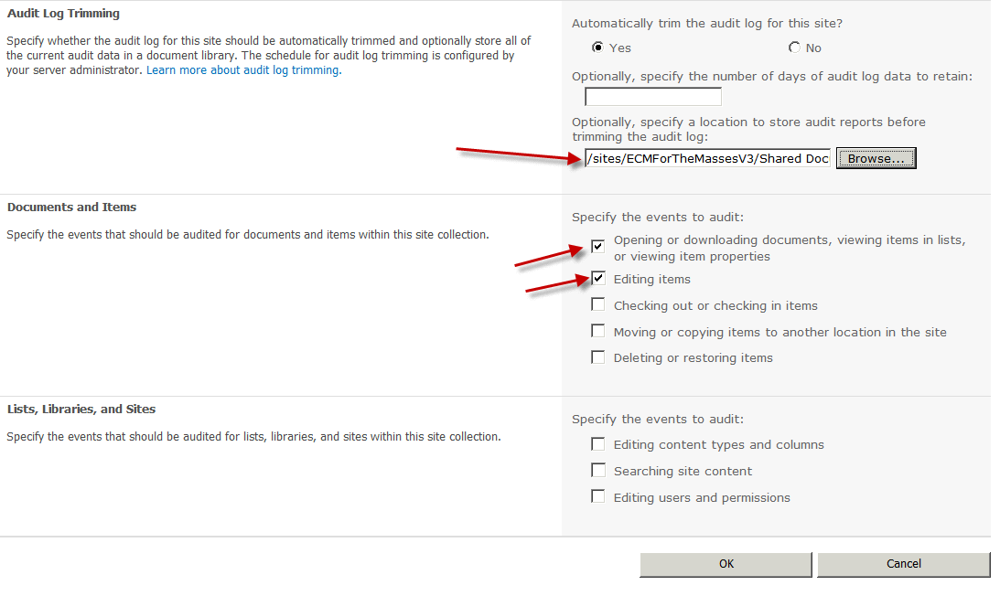 Audit Log Trimming
Specify whether the audit log for this site should be automatically trimmed and optionally store all of
the current audit data in a document library. The schedule for audit log trimming is configured by
your server administrator. Learn more about audit log trimming.
Automatically trim the audit log for this site?
Yes
No
Optionally, specify the number of days of audit log data to retain:
Optionally, specify a location to store audit reports before
trimming the audit log:
/sites/ECMForTheMassesV3/Shared Doc
Browse...
Documents and Items
Specify the events that should be audited for documents and items within this site collection.
Specify the events to audit:
Opening or downloading documents, viewing items in lists,
or viewing item properties
Editing items
Checking out or checking in items
Moving or copying items to another location in the site
Deleting or restoring items
Lists, Libraries, and Sites
Specify the events that should be audited for lists, libraries, and sites within this site collection.
Specify the events to audit:
Editing content types and columns
Searching site content
Editing users and permissions
OK
Cancel